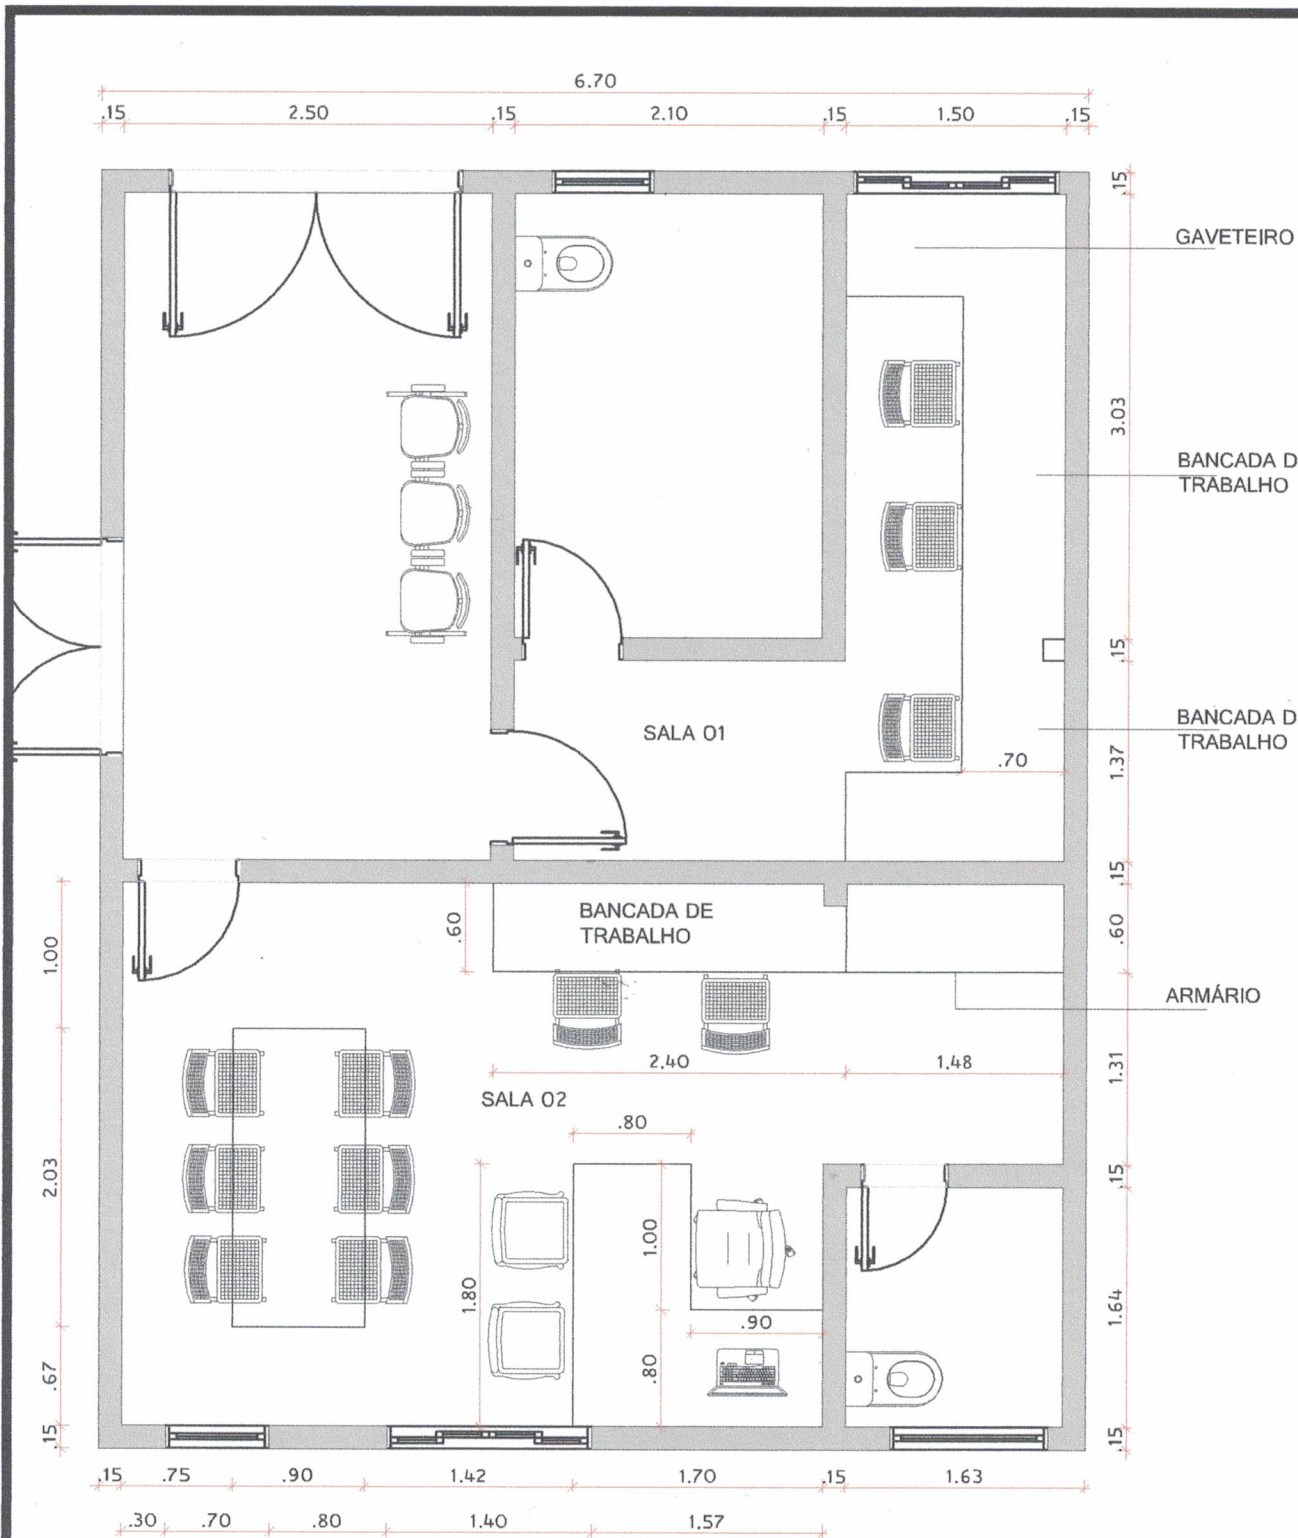 6.70
.15 2.50 .15 2.10 .15 1.50 .15
.15
GAVETEIRO
3.03
BANCADA D
TRABALHO
.15
SALA 01
BANCADA D
TRABALHO
1.37
.70
.15
BANCADA DE
TRABALHO
.60
.60
1.00
ARMÁRIO
2,40
1.48
1.31
SALA 02
.80
2.03
.15
1.00
1.80
1.64
.90
.80
.67
.15
.15
.15 .75 .90 1.42 1.70 .15 1.63
.30 .70 .80 1.40 1.57